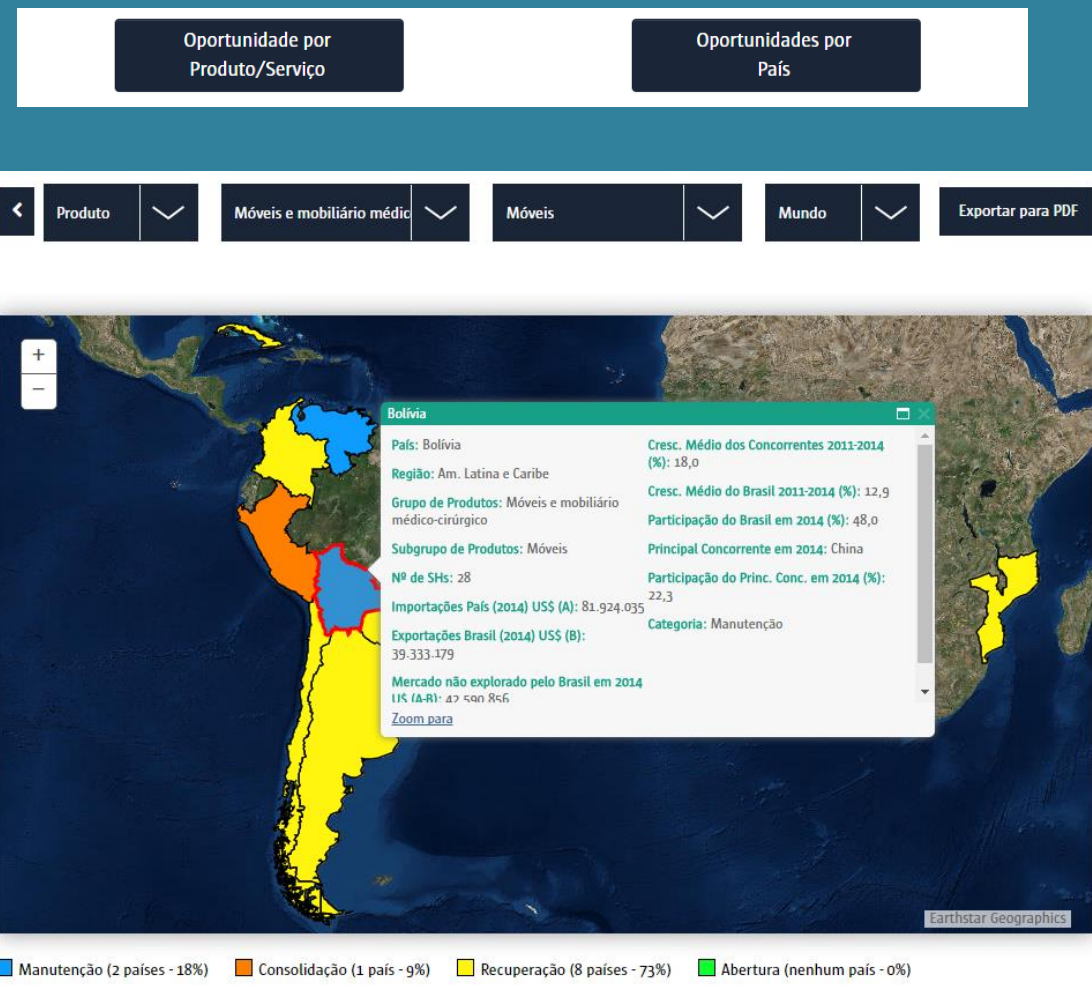 Oportunidade por
Produto/Serviço
Oportunidades por
País
Produto
Móveis e mobiliário médic
Móveis
Mundo
Exportar para PDF
+
−
Bolívia
País: Bolívia
Região: Am. Latina e Caribe
Grupo de Produtos: Móveis e mobiliário
médico-cirúrgico
Subgrupo de Produtos: Móveis
Nº de SHs: 28
Importações País (2014) US$ (A): 81.924.035
Exportações Brasil (2014) US$ (B):
39.333.179
Mercado não explorado pelo Brasil em 2014
U$ (A-B): 42.590.856
Cresc. Médio dos Concorrentes 2011-2014
(%): 18,0
Cresc. Médio do Brasil 2011-2014 (%): 12,9
Participação do Brasil em 2014 (%): 48,0
Principal Concorrente em 2014: China
Participação do Princ. Conc. em 2014 (%):
22,3
Categoria: Manutenção
Zoom para
Earthstar Geographics
Manutenção (2 países - 18%)
Consolidação (1 país - 9%)
Recuperação (8 países - 73%)
Abertura (nenhum país - 0%)